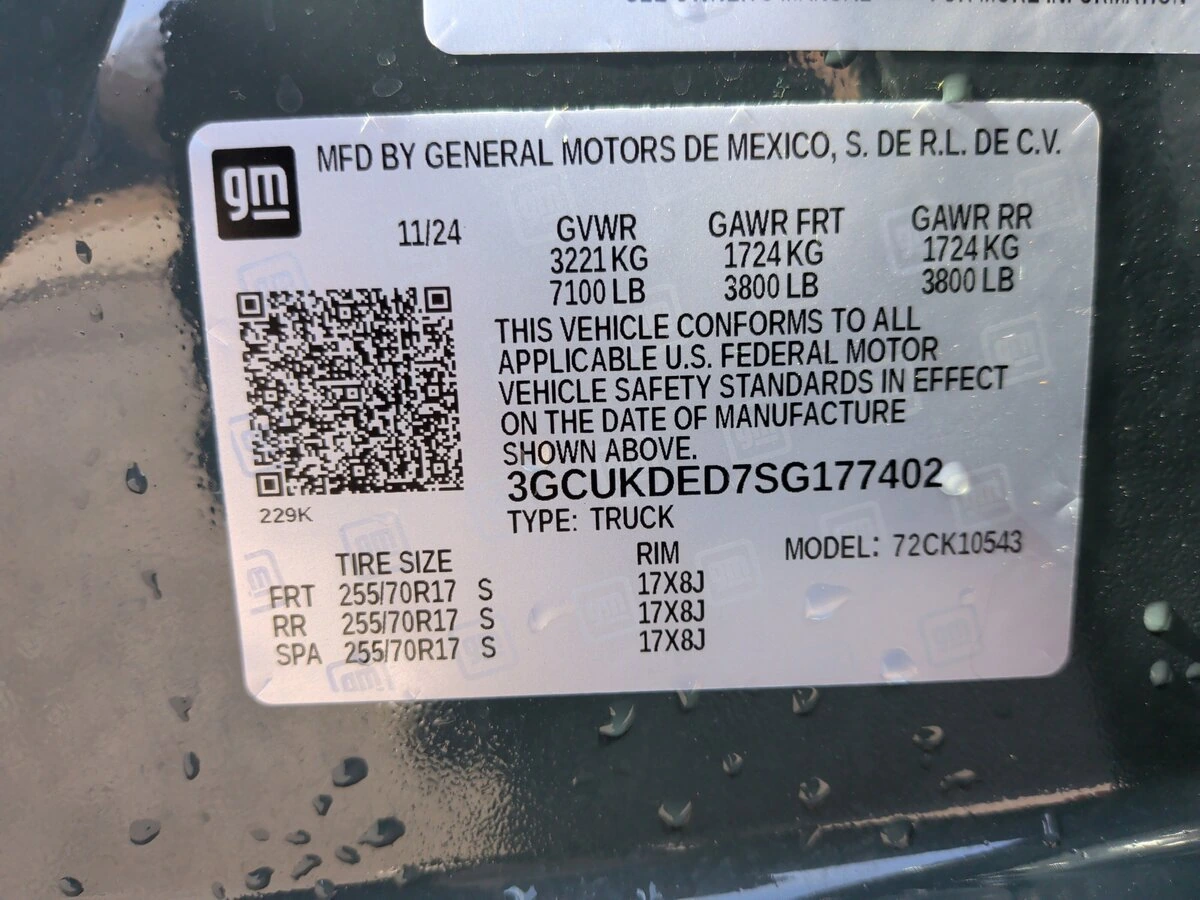 FOR MORE INFORMATION
gm
MFD BY GENERAL MOTORS DE MEXICO, S. DE R.L. DE C.V.
11/24 GVWR GAWR FRT GAWR RR
3221 KG 1724 KG 1724 KG
7100 LB 3800 LB 3800 LB
THIS VEHICLE CONFORMS TO ALL
APPLICABLE U.S. FEDERAL MOTOR
VEHICLE SAFETY STANDARDS IN EFFECT
ON THE DATE OF MANUFACTURE
SHOWN ABOVE.
3GCUKDED7SG177402
229K
TYPE: TRUCK
TIRE SIZE RIM MODEL: 72CK10543
FRT 255/70R17 S 17X8J
RR 255/70R17 S 17X8J
SPA 255/70R17 S 17X8J